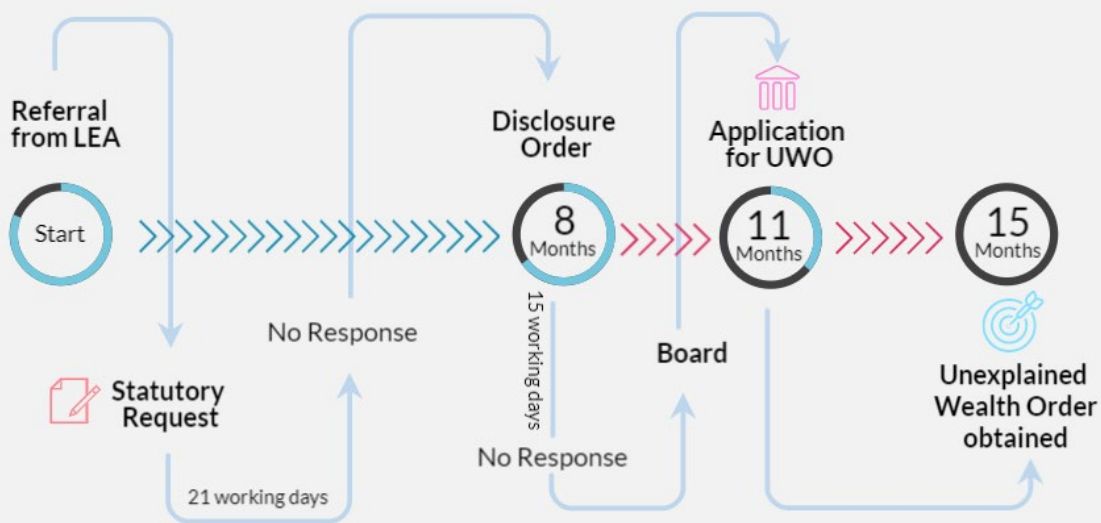 Referral
from LEA
Start
Statutory
Request
21 working days
No Response
Disclosure
Order
8
Months
15 working days
No Response
Board
Application
for UWO
11
Months
15
Months
Unexplained
Wealth Order
obtained